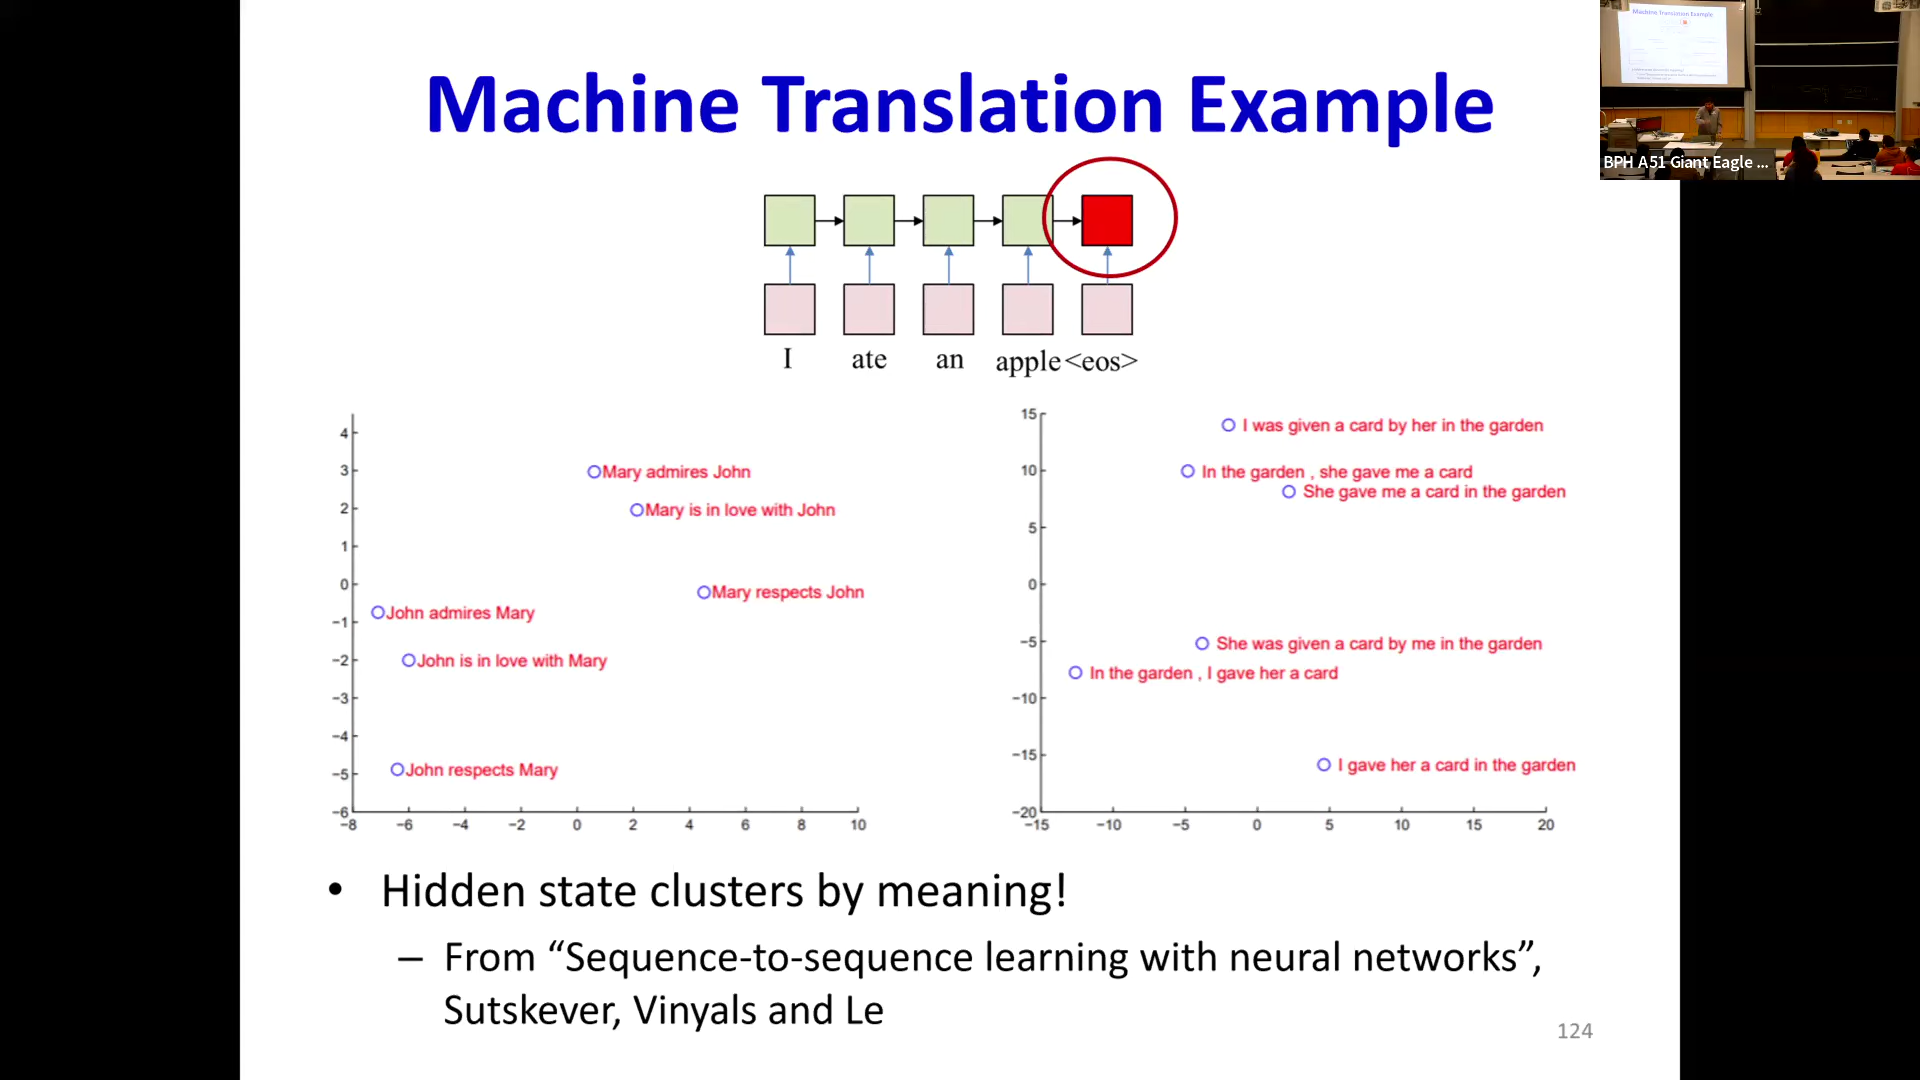 Machine Translation Example
BPH A51 Giant Eagle ...
Machine Translation Example
I ate an apple <eos>
4
3
2
1
0
−1
−2
−3
−4
−5
−6
−8 −6 −4 −2 0 2 4 6 8 10
Mary admires John
Mary is in love with John
Mary respects John
John admires Mary
John is in love with Mary
John respects Mary
15
10
5
0
−5
−10
−15
−20
−15 −10 −5 0 5 10 15 20
I was given a card by her in the garden
In the garden , she gave me a card
She gave me a card in the garden
She was given a card by me in the garden
In the garden , I gave her a card
I gave her a card in the garden
• Hidden state clusters by meaning!
– From “Sequence-to-sequence learning with neural networks”,
Sutskever, Vinyals and Le
124